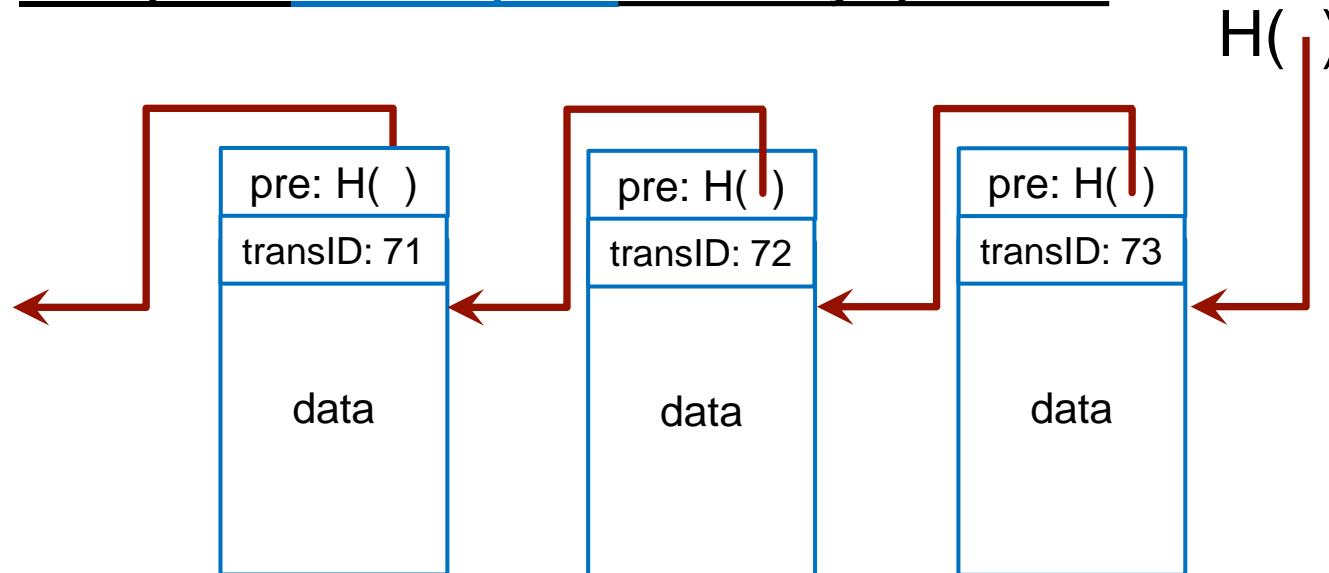 H( )
pre: H( )
pre: H( )
pre: H( )
transID: 71
transID: 72
transID: 73
data
data
data